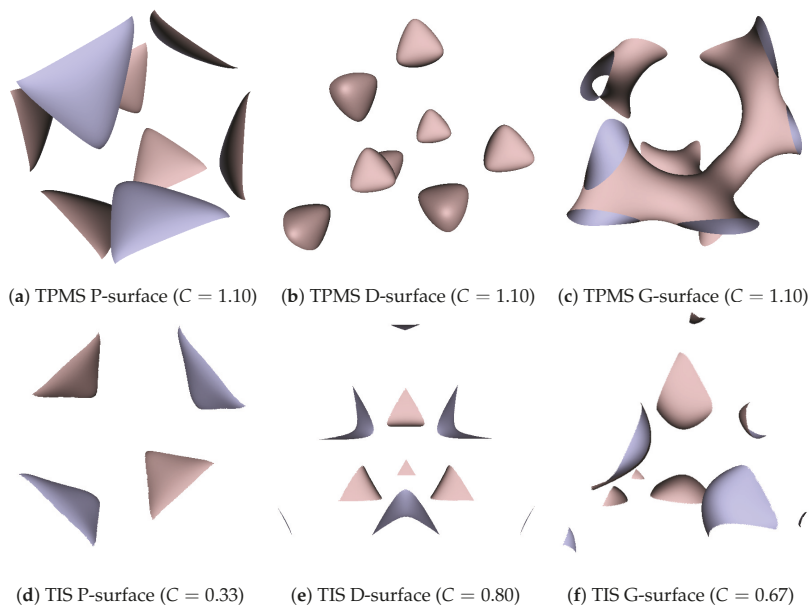 (a) TPMS P-surface (C = 1.10)
(b) TPMS D-surface (C = 1.10)
(c) TPMS G-surface (C = 1.10)
(d) TIS P-surface (C = 0.33)
(e) TIS D-surface (C = 0.80)
(f) TIS G-surface (C = 0.67)